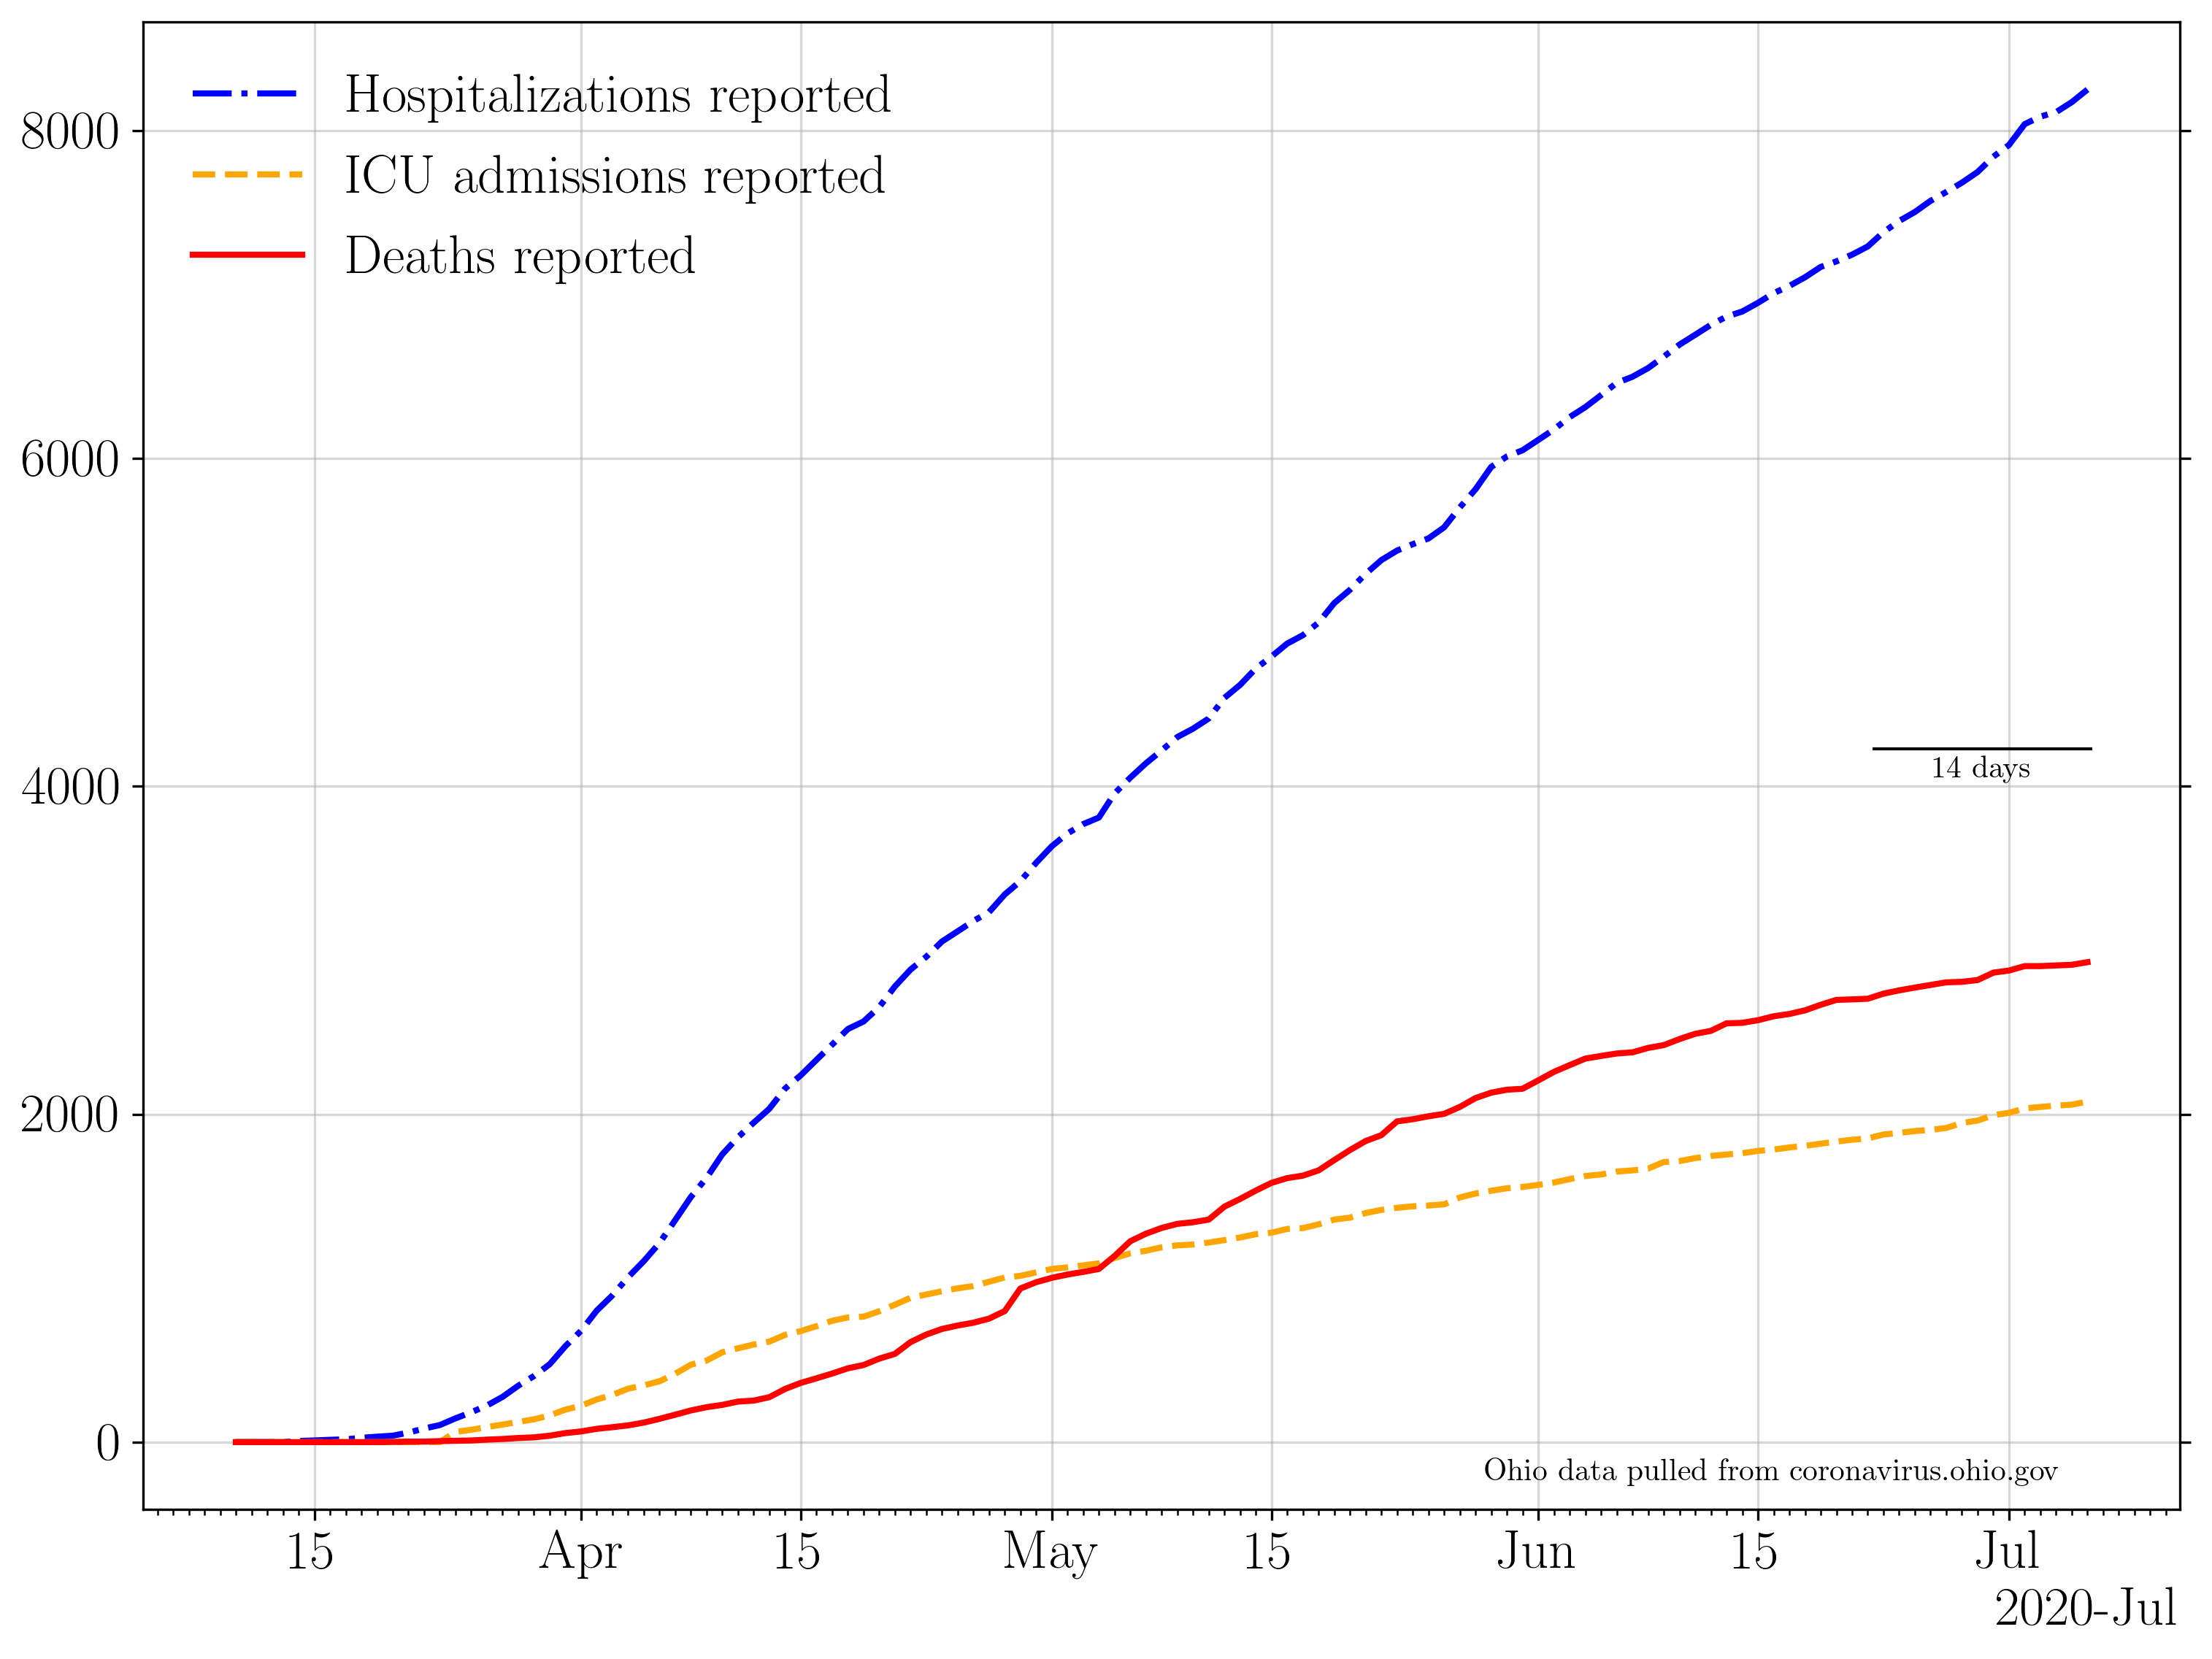 Hospitalizations reported
ICU admissions reported
Deaths reported
8000
6000
4000
2000
0
14 days
Ohio data pulled from coronavirus.ohio.gov
15 Apr 15 May 15 Jun 15 Jul
2020-Jul